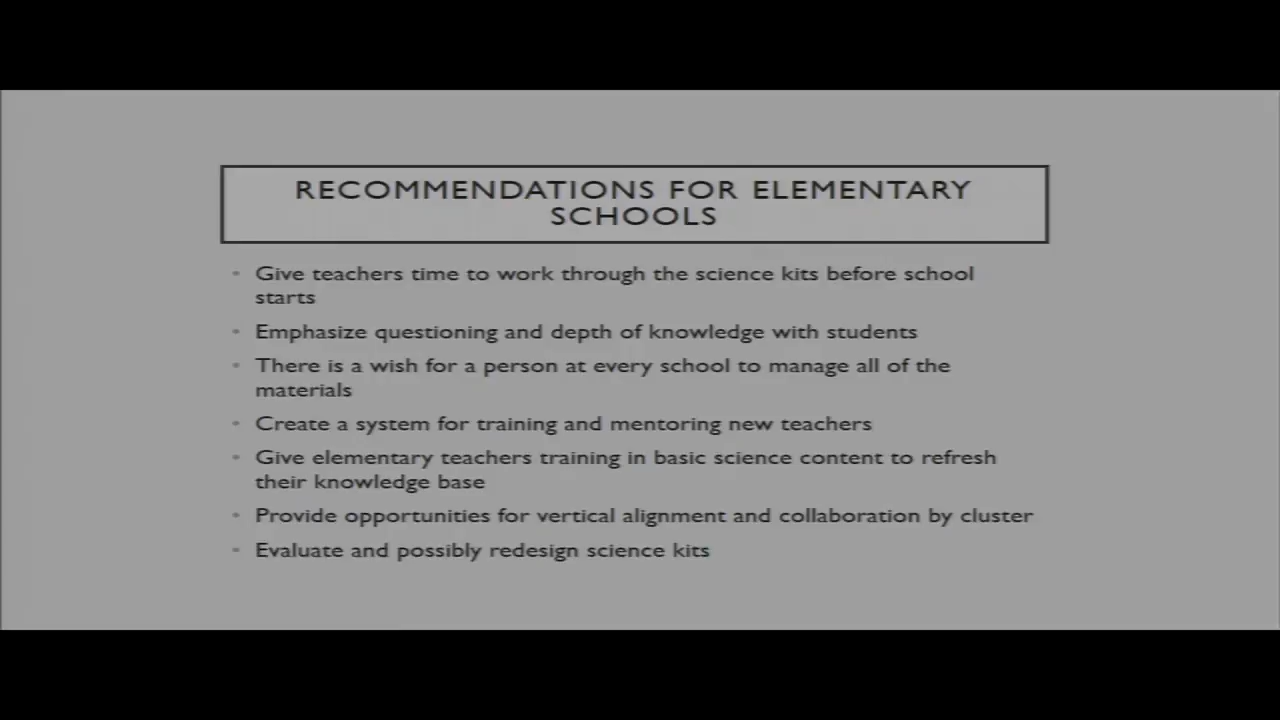 RECOMMENDATIONS FOR ELEMENTARY
SCHOOLS
• Give teachers time to work through the science kits before school
starts
• Emphasize questioning and depth of knowledge with students
• There is a wish for a person at every school to manage all of the
materials
• Create a system for training and mentoring new teachers
• Give elementary teachers training in basic science content to refresh
their knowledge base
• Provide opportunities for vertical alignment and collaboration by cluster
• Evaluate and possibly redesign science kits